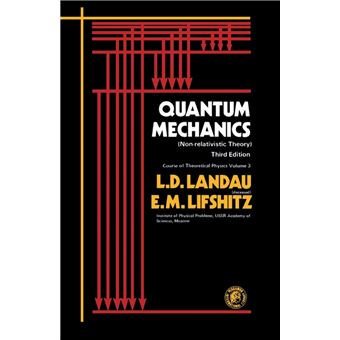 QUANTUM
MECHANICS
(Non-relativistic Theory)
Third Edition
Course of Theoretical Physics Volume 3
L.D. LANDAU
(deceased)
E.M. LIFSHITZ
Institute of Physical Problems, USSR Academy of
Sciences, Moscow